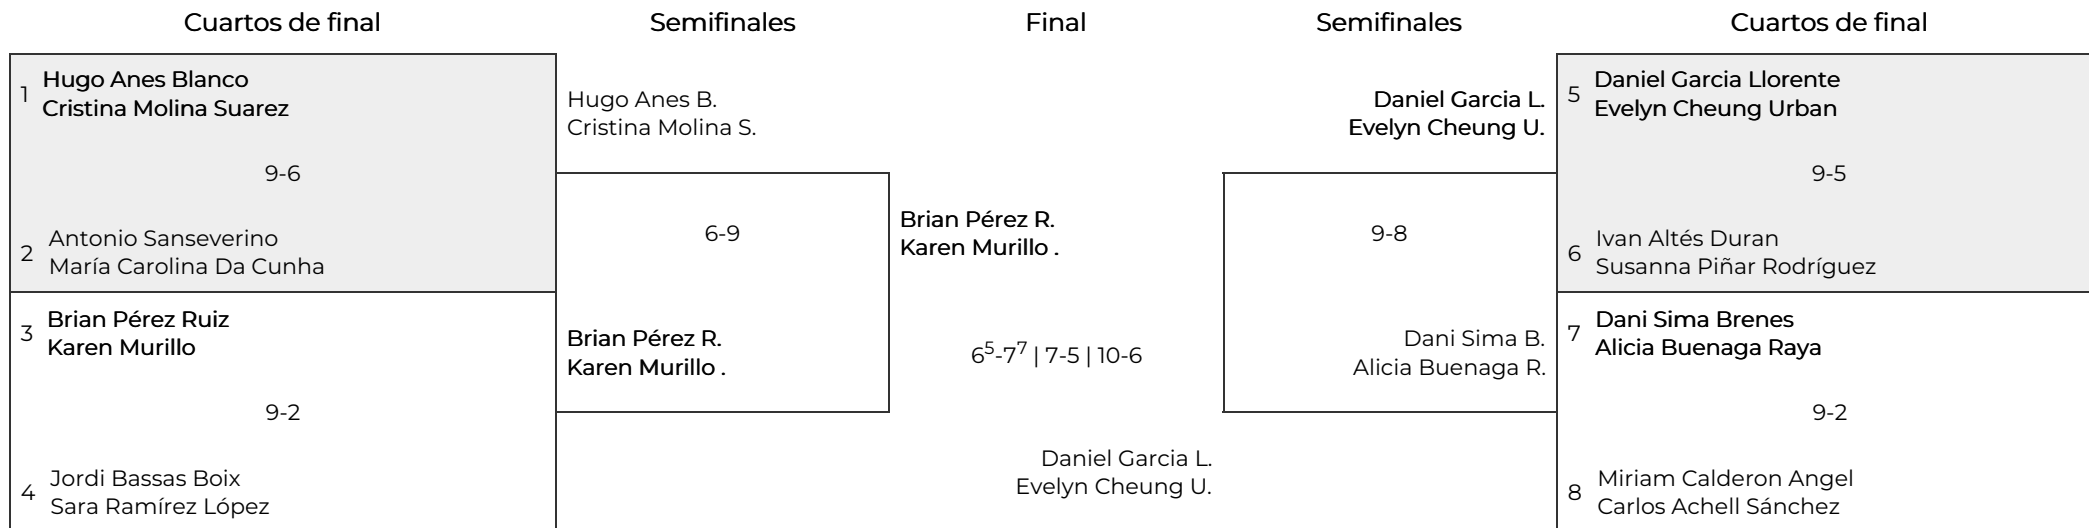 Cuartos de final
Semifinales
Final
Semifinales
Cuartos de final
1
Hugo Anes Blanco
Cristina Molina Suarez
9-6
2
Antonio Sanseverino
María Carolina Da Cunha
3
Brian Pérez Ruiz
Karen Murillo
9-2
4
Jordi Bassas Boix
Sara Ramírez López
Hugo Anes B.
Cristina Molina S.
6-9
Brian Pérez R.
Karen Murillo .
Brian Pérez R.
Karen Murillo .
6⁵-7⁷ | 7-5 | 10-6
Daniel Garcia L.
Evelyn Cheung U.
Daniel Garcia L.
Evelyn Cheung U.
9-8
Dani Sima B.
Alicia Buenaga R.
5
Daniel Garcia Llorente
Evelyn Cheung Urban
9-5
6
Ivan Altés Duran
Susanna Piñar Rodríguez
7
Dani Sima Brenes
Alicia Buenaga Raya
9-2
8
Miriam Calderon Angel
Carlos Achell Sánchez